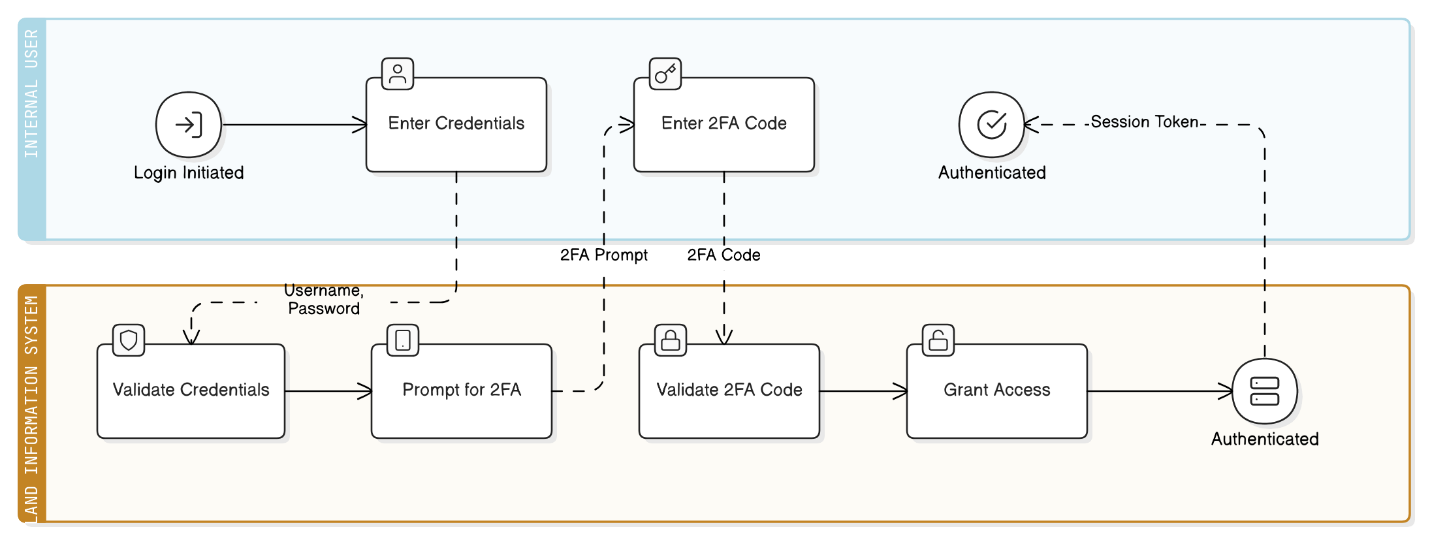 INTERNAL USER
Enter Credentials
Enter 2FA Code
Session Token
Login Initiated
Authenticated
2FA Prompt
2FA Code
LAND INFORMATION SYSTEM
Username,
Password
Validate Credentials
Prompt for 2FA
Validate 2FA Code
Grant Access
Authenticated